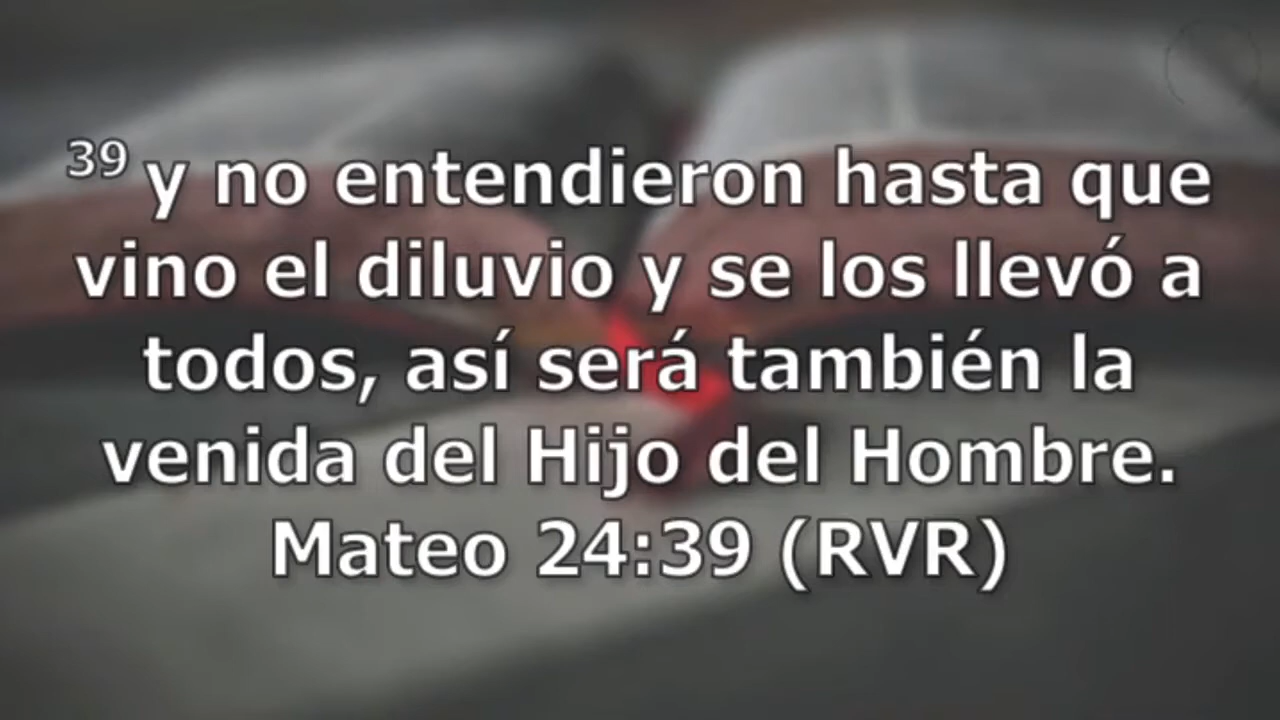 39 y no entendieron hasta que
vino el diluvio y se los llevó a
todos, así será también la
venida del Hijo del Hombre.
Mateo 24:39 (RVR)